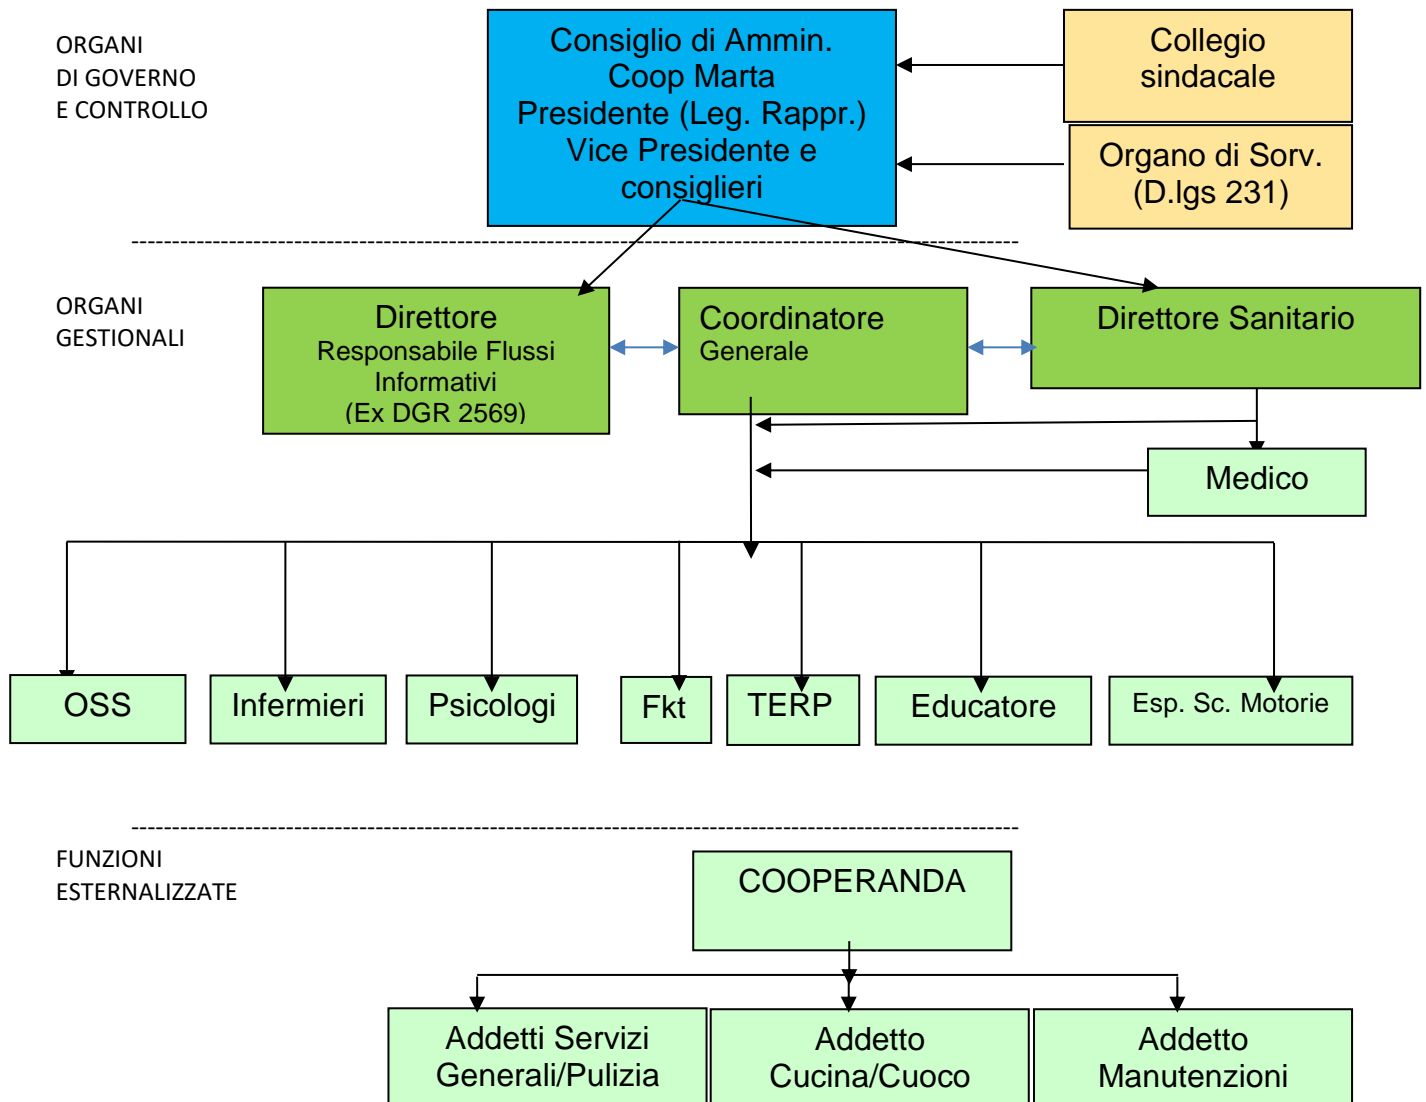 ORGANI
DI GOVERNO
E CONTROLLO
Consiglio di Ammin.
Coop Marta
Presidente (Leg. Rappr.)
Vice Presidente e
consiglieri
Collegio
sindacale
Organo di Sorv.
(D.lgs 231)
ORGANI
GESTIONALI
Direttore
Responsabile Flussi
Informativi
(Ex DGR 2569)
Coordinatore
Generale
Direttore Sanitario
Medico
OSS
Infermieri
Psicologi
Fkt
TERP
Educatore
Esp. Sc. Motorie
FUNZIONI
ESTERNALIZZATE
COOPERANDA
Addetti Servizi
Generali/Pulizia
Addetto
Cucina/Cuoco
Addetto
Manutenzioni